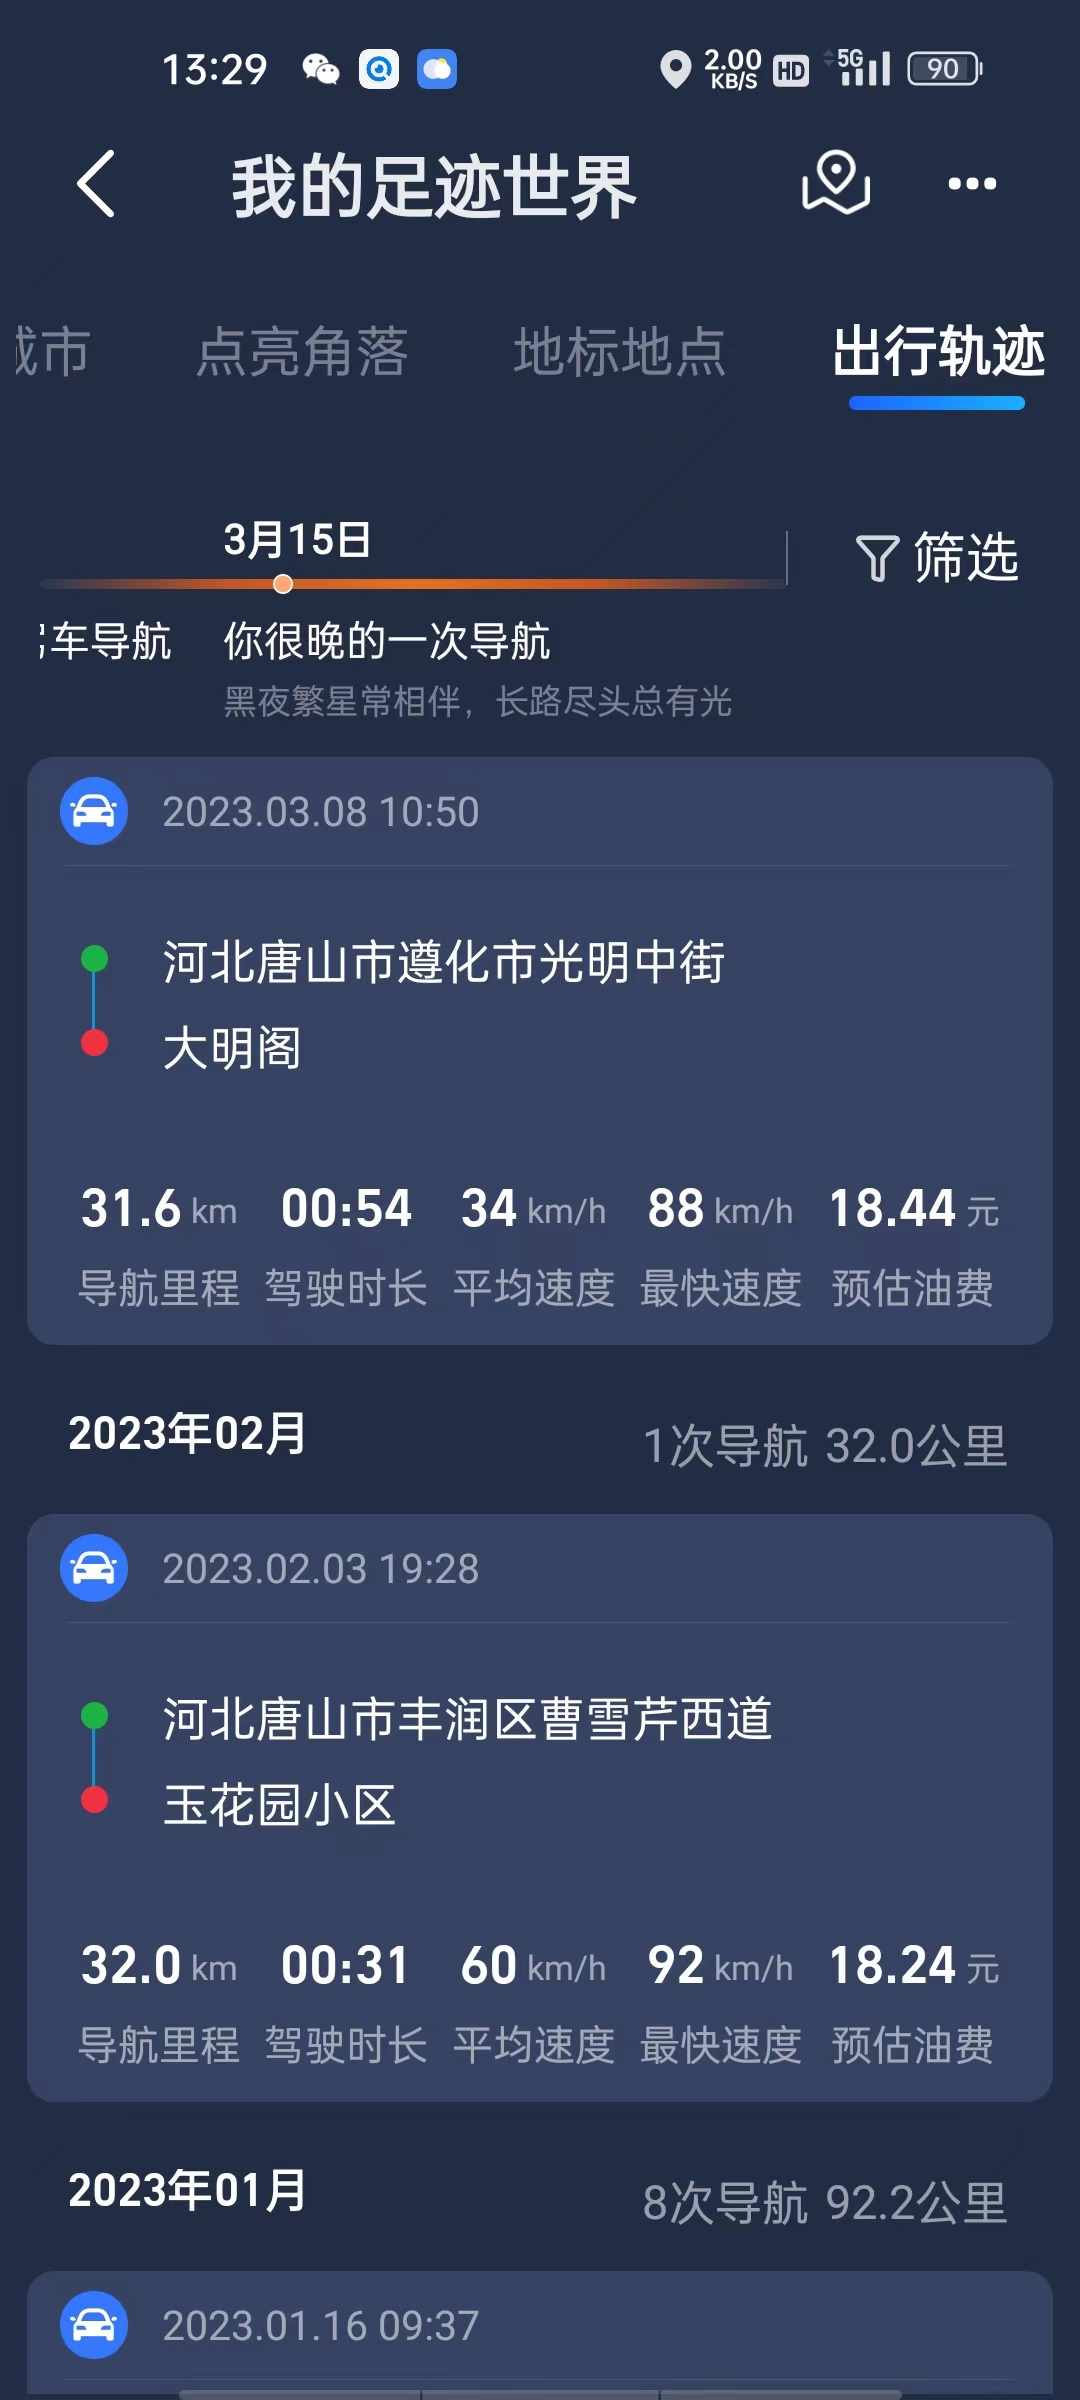 13:29
2.00
KB/S
HD
5G
90
我的足迹世界
城市 点亮角落 地标地点 出行轨迹
3月15日
筛选
车导航 你很晚的一次导航
黑夜繁星常相伴，长路尽头总有光
2023.03.08 10:50
河北唐山市遵化市光明中街
大明阁
31.6 km 00:54 34 km/h 88 km/h 18.44 元
导航里程 驾驶时长 平均速度 最快速度 预估油费
2023年02月 1次导航 32.0公里
2023.02.03 19:28
河北唐山市丰润区曹雪芹西道
玉花园小区
32.0 km 00:31 60 km/h 92 km/h 18.24 元
导航里程 驾驶时长 平均速度 最快速度 预估油费
2023年01月 8次导航 92.2公里
2023.01.16 09:37